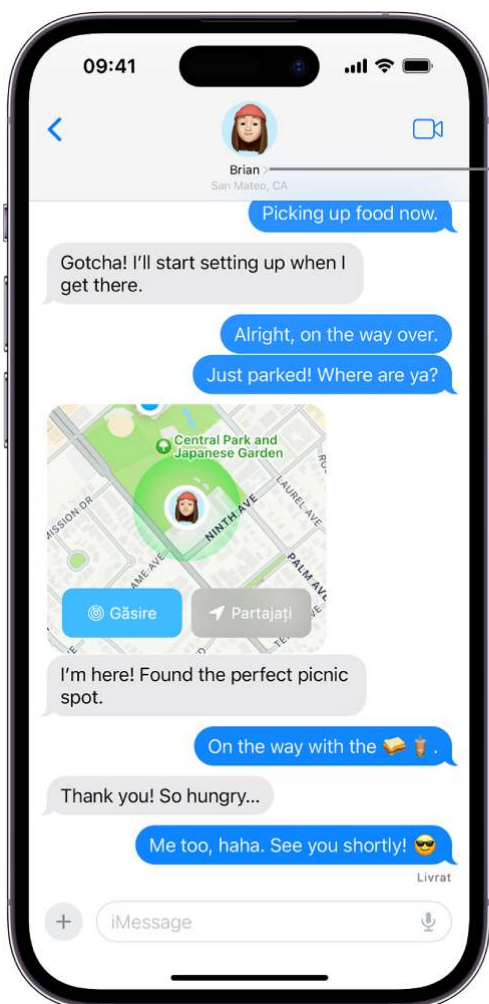 09:41
Brian
San Mateo, CA
Picking up food now.
Gotcha! I'll start setting up when I
get there.
Alright, on the way over.
Just parked! Where are ya?
Central Park and
Japanese Garden
MISSION DR
NINTH AVE
LAUREL AVE
PALM AVE
Găsire
Partajați
I'm here! Found the perfect picnic
spot.
On the way with the 🥪 🧋.
Thank you! So hungry...
Me too, haha. See you shortly! 😎
Livrat
iMessage